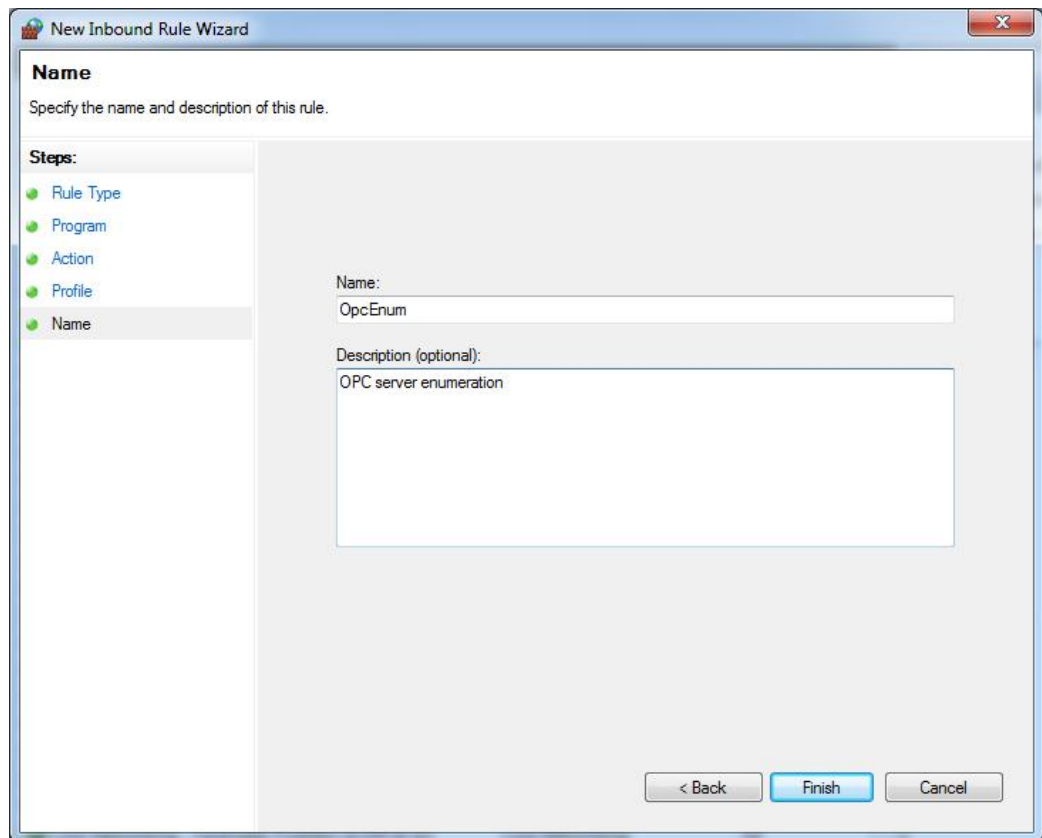 New Inbound Rule Wizard
Name
Specify the name and description of this rule.
Steps:
Rule Type
Program
Action
Profile
Name
Name:
OpcEnum
Description (optional):
OPC server enumeration
< Back
Finish
Cancel